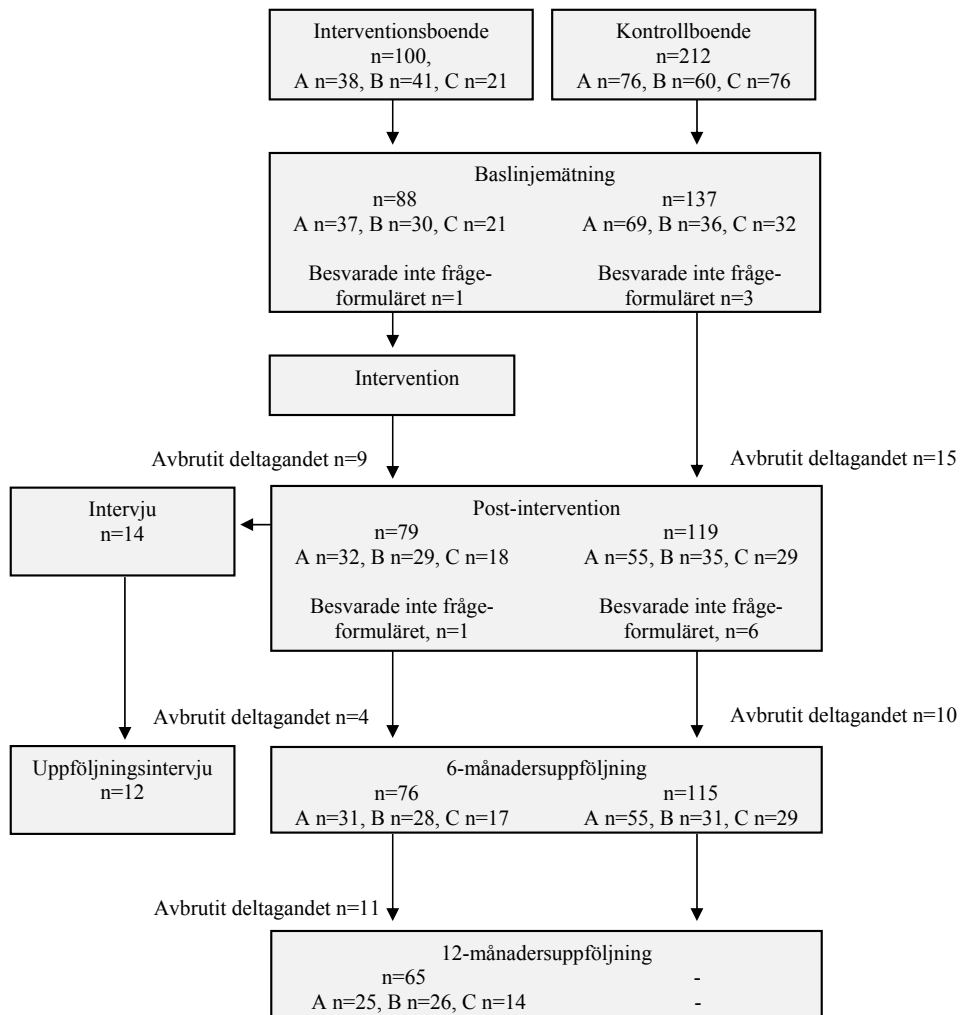 Interventionsboende
n=100,
A n=38, B n=41, C n=21
Kontrollboende
n=212
A n=76, B n=60, C n=76
Baslinjemätning
n=88
A n=37, B n=30, C n=21
n=137
A n=69, B n=36, C n=32
Besvarade inte fråge-
formuläret n=1
Besvarade inte fråge-
formuläret n=3
Intervention
Avbrutit deltagandet n=9
Avbrutit deltagandet n=15
Intervju
n=14
Post-intervention
n=79
A n=32, B n=29, C n=18
n=119
A n=55, B n=35, C n=29
Besvarade inte fråge-
formuläret, n=1
Besvarade inte fråge-
formuläret, n=6
Avbrutit deltagandet n=4
Avbrutit deltagandet n=10
Uppföljningsintervju
n=12
6-månadersuppföljning
n=76
A n=31, B n=28, C n=17
n=115
A n=55, B n=31, C n=29
Avbrutit deltagandet n=11
12-månadersuppföljning
n=65
A n=25, B n=26, C n=14
-
-